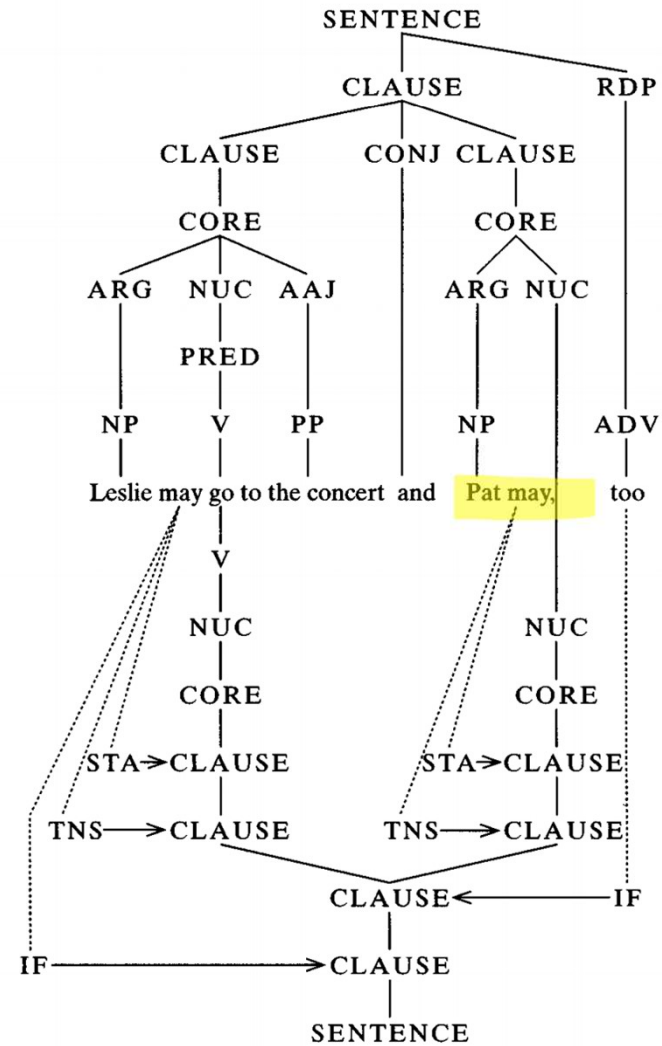 SENTENCE
CLAUSE RDP
CLAUSE CONJ CLAUSE
CORE CORE
ARG NUC AAJ ARG NUC
PRED
NP V PP NP ADV
Leslie may go to the concert and Pat may, too
V
NUC NUC
CORE CORE
STA CLAUSE STA CLAUSE
TNS CLAUSE TNS CLAUSE
CLAUSE IF
IF CLAUSE
SENTENCE